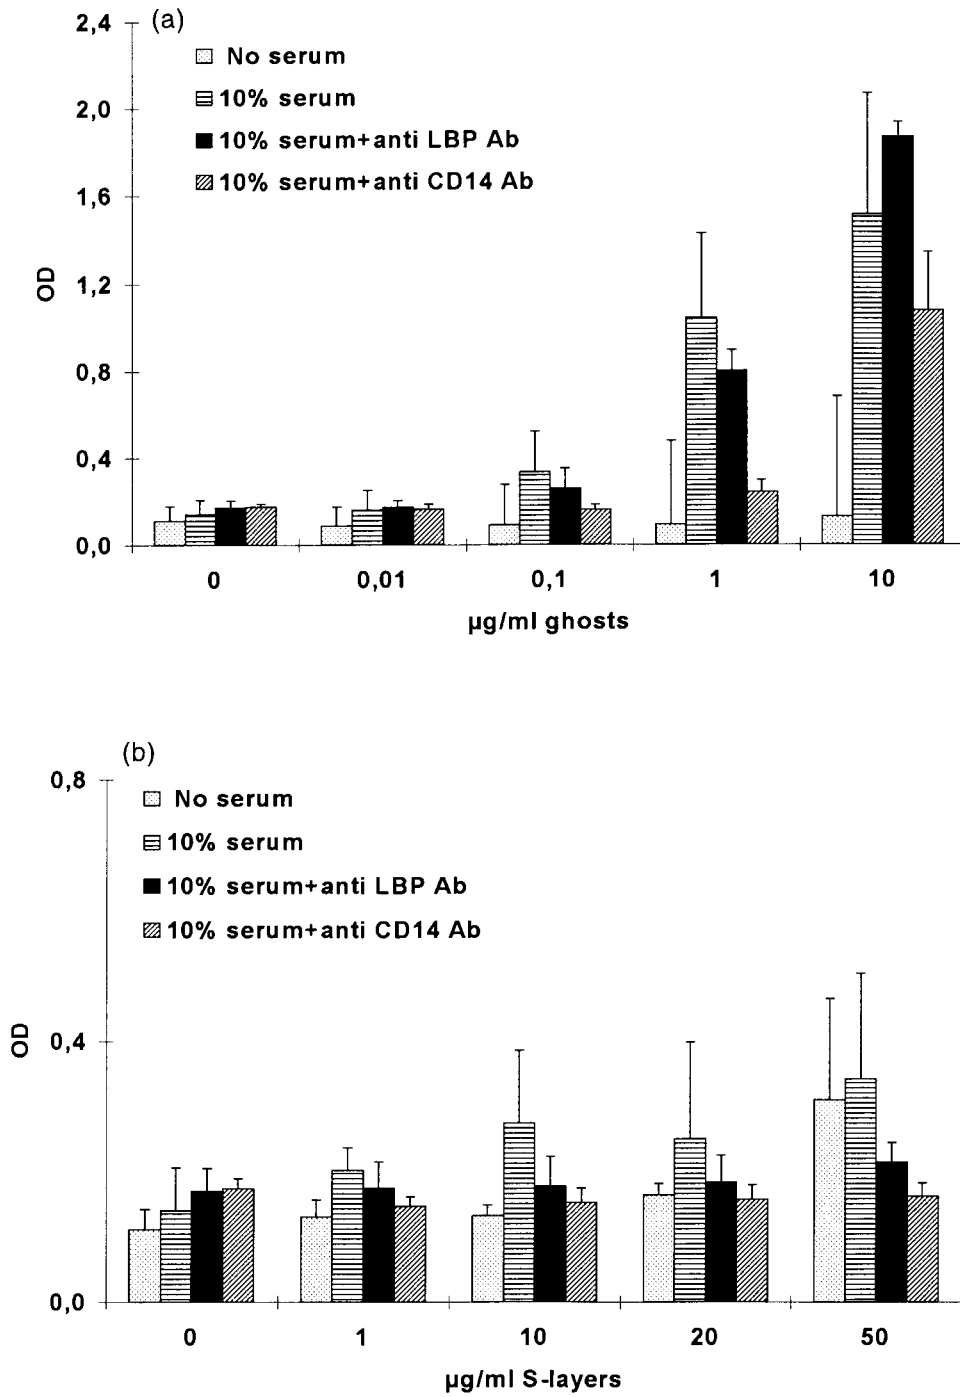 (a)
2,4
No serum
10% serum
10% serum+anti LBP Ab
10% serum+anti CD14 Ab
2,0
1,6
1,2
0,8
0,4
0,0
OD
0 0,01 0,1 1 10
µg/ml ghosts
(b)
0,8
No serum
10% serum
10% serum+anti LBP Ab
10% serum+anti CD14 Ab
OD
0,4
0,0
0 1 10 20 50
µg/ml S-layers